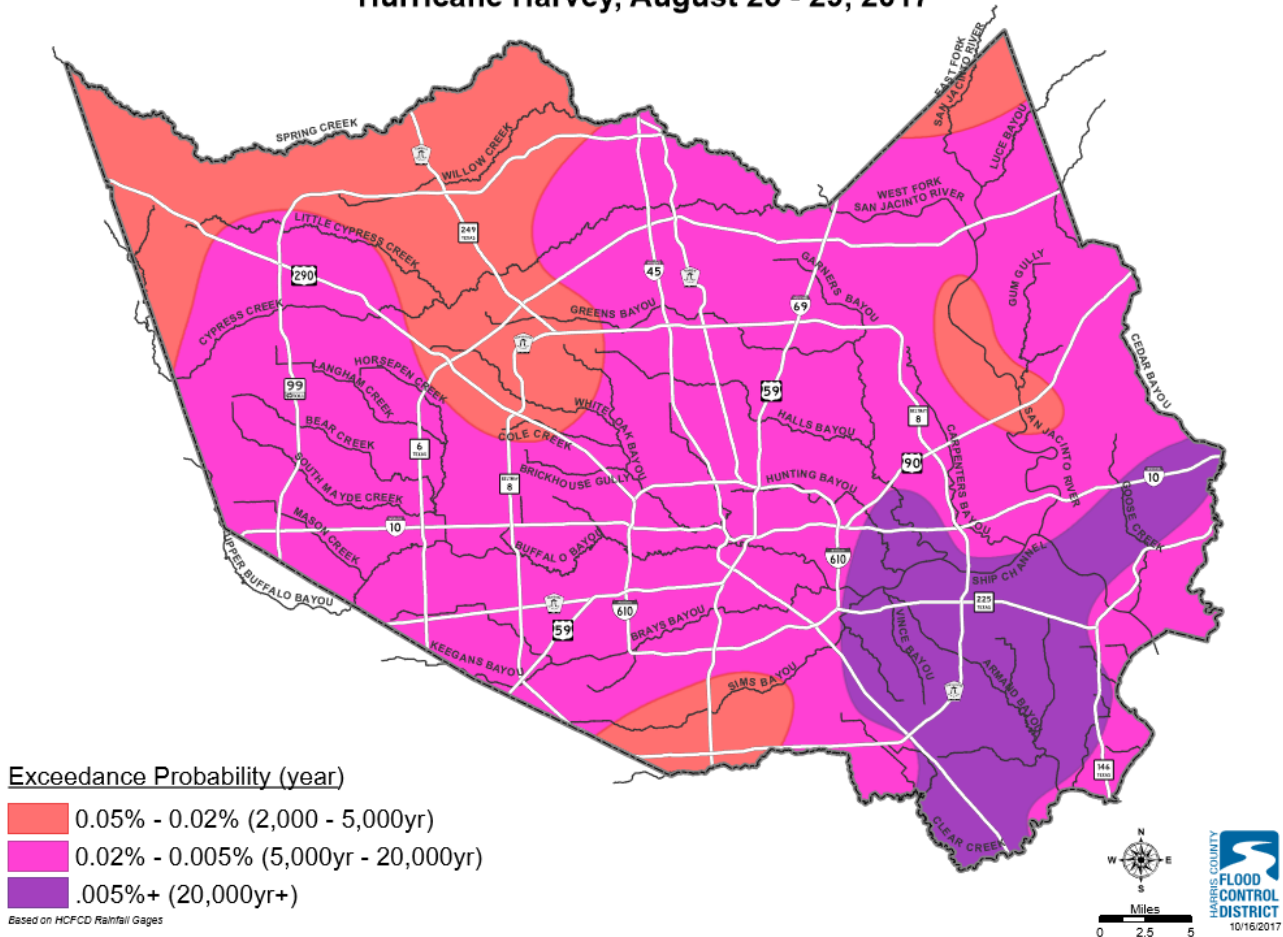 Hurricane Harvey, August 25 - 29, 2017
EAST FORK
SAN JACINTO RIVER
LUCE BAYOU
SPRING CREEK
WILLOW CREEK
WEST FORK
SAN JACINTO RIVER
LITTLE CYPRESS CREEK
249
TEXAS
290
45
GARNERS BAYOU
GUM GULLY
69
CYPRESS CREEK
GREENS BAYOU
CEDAR BAYOU
HORSEPEN CREEK
LANGHAM CREEK
99
59
WHITE OAK BAYOU
HALLS BAYOU
BELTWAY
8
SAN JACINTO RIVER
BEAR CREEK
COLE CREEK
CARPENTERS BAYOU
6
TEXAS
90
SOUTH MAYDE CREEK
BRICKHOUSE GULLY
HUNTING BAYOU
10
BELTWAY
8
GOOSE CREEK
MASON CREEK
10
BUFFALO BAYOU
610
SHIP CHANNEL
UPPER BUFFALO BAYOU
225
TEXAS
610
59
BRAYS BAYOU
VINCE BAYOU
KEEGANS BAYOU
ARMAND BAYOU
SIMS BAYOU
146
TEXAS
CLEAR CREEK
Exceedance Probability (year)
0.05% - 0.02% (2,000 - 5,000yr)
0.02% - 0.005% (5,000yr - 20,000yr)
.005%+ (20,000yr+)
Based on HCFCD Rainfall Gages
N
W E
S
Miles
0 2.5 5
HARRIS COUNTY
FLOOD
CONTROL
DISTRICT
10/16/2017